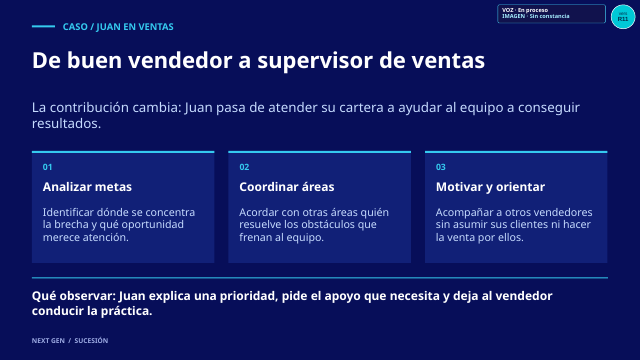 VOZ · En proceso
IMAGEN · Sin constancia
R11
CASO / JUAN EN VENTAS
De buen vendedor a supervisor de ventas
La contribución cambia: Juan pasa de atender su cartera a ayudar al equipo a conseguir
resultados.
01
Analizar metas
Identificar dónde se concentra
la brecha y qué oportunidad
merece atención.
02
Coordinar áreas
Acordar con otras áreas quién
resuelve los obstáculos que
frenan al equipo.
03
Motivar y orientar
Acompañar a otros vendedores
sin asumir sus clientes ni hacer
la venta por ellos.
Qué observar: Juan explica una prioridad, pide el apoyo que necesita y deja al vendedor
conducir la práctica.
NEXT GEN / SUCESIÓN